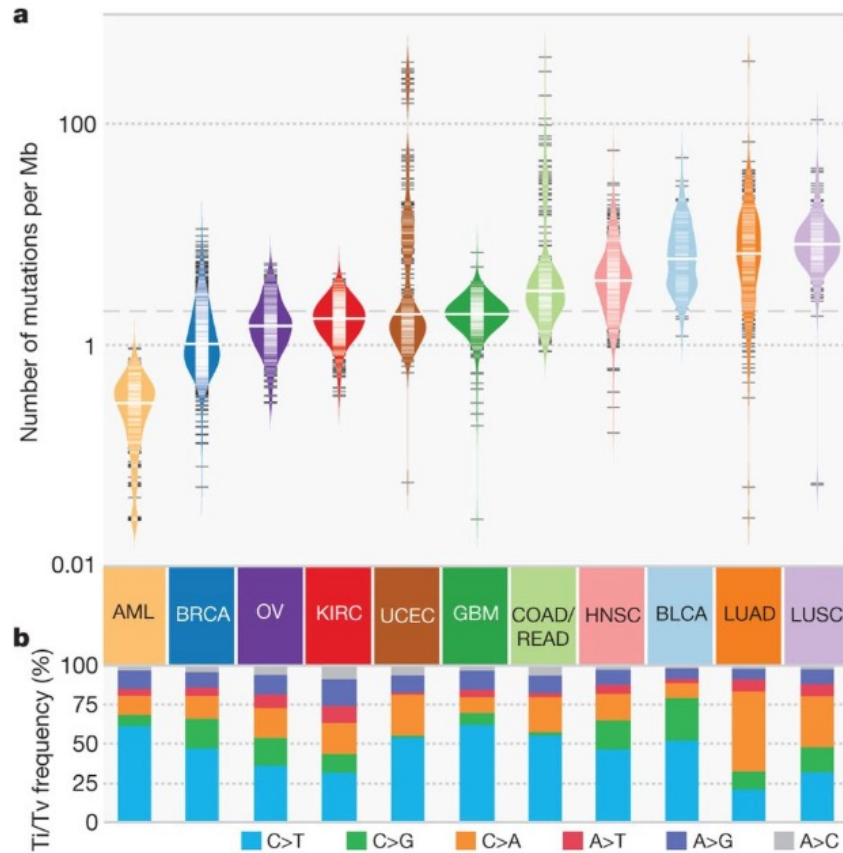 a
Number of mutations per Mb
100
1
0.01
AML BRCA OV KIRC UCEC GBM COAD/READ HNSC BLCA LUAD LUSC
b
Ti/Tv frequency (%)
100
75
50
25
0
C>T C>G C>A A>T A>G A>C